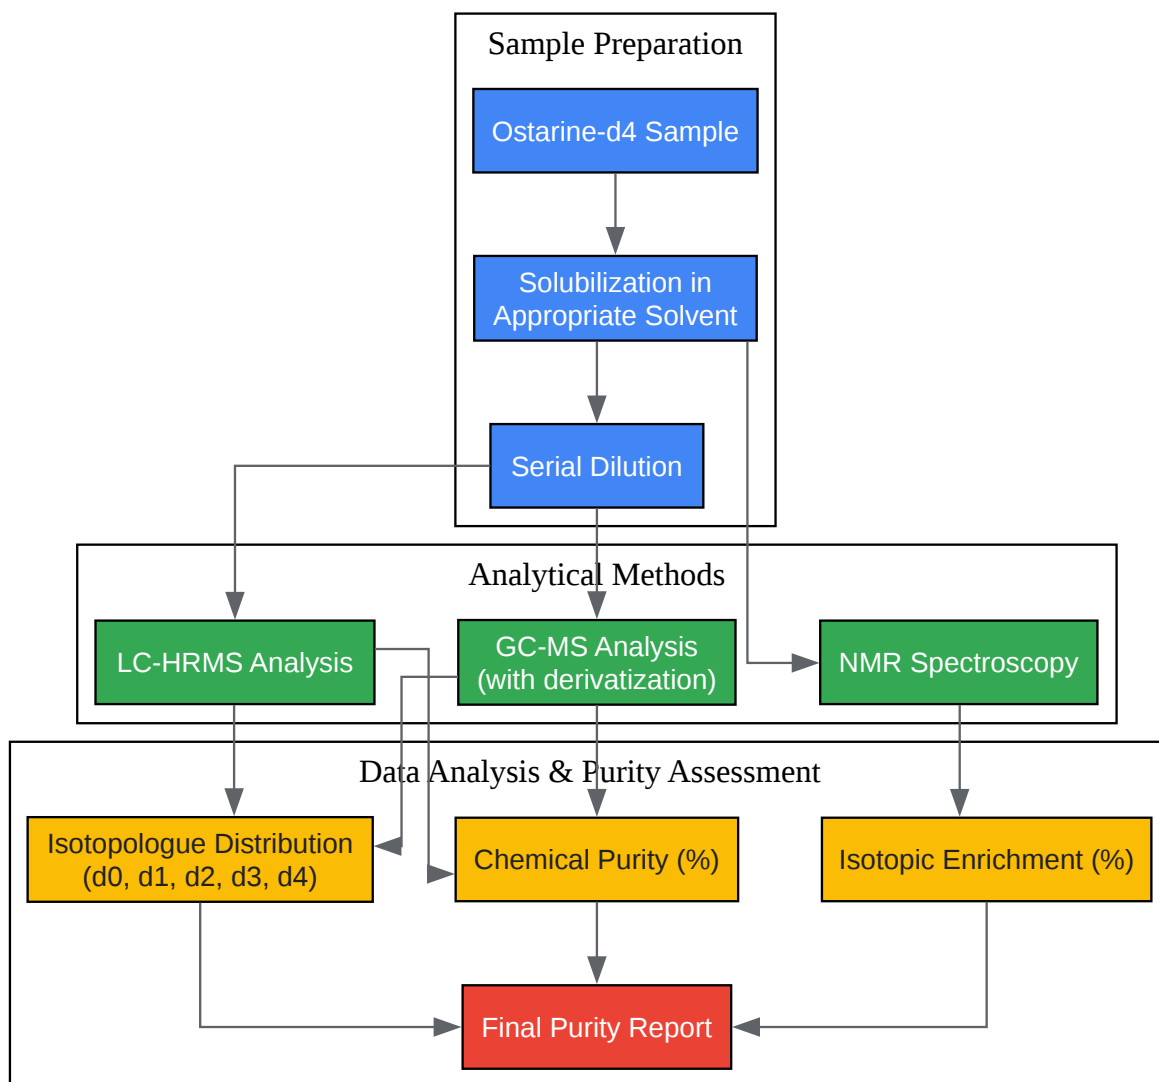 Sample Preparation
Ostarine-d4 Sample
Solubilization in
Appropriate Solvent
Serial Dilution
Analytical Methods
LC-HRMS Analysis
GC-MS Analysis
(with derivatization)
NMR Spectroscopy
Data Analysis & Purity Assessment
Isotopologue Distribution
(d0, d1, d2, d3, d4)
Chemical Purity (%)
Isotopic Enrichment (%)
Final Purity Report